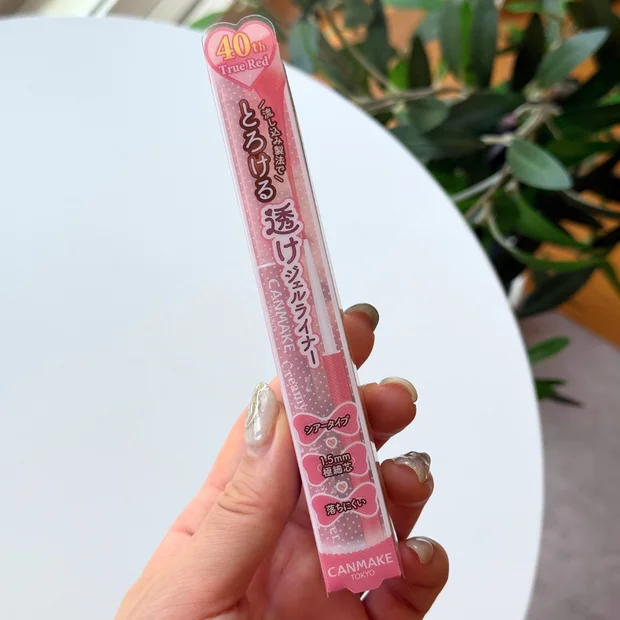 40th
True Red
流し込み製法で
とろける
透け
ジェルライナー
CANMAKE
Creamy
シアータイプ
1.5mm
極細芯
落ちにくい
CANMAKE
TOKYO